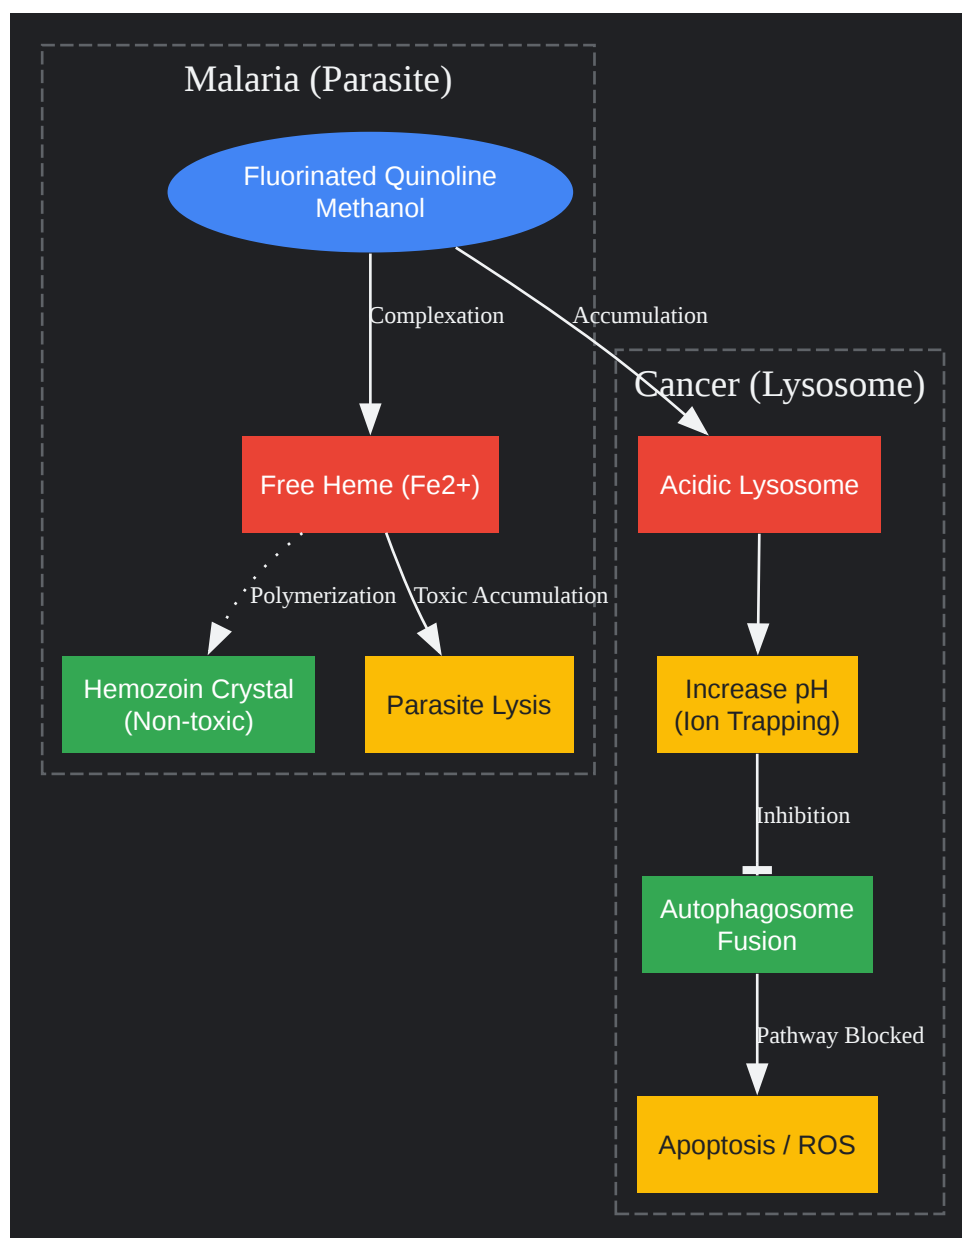 Malaria (Parasite)
Fluorinated Quinoline
Methanol
Complexation
Accumulation
Cancer (Lysosome)
Free Heme (Fe2+)
Acidic Lysosome
Polymerization
Toxic Accumulation
Hemozoin Crystal
(Non-toxic)
Parasite Lysis
Increase pH
(Ion Trapping)
Inhibition
Autophagosome
Fusion
Pathway Blocked
Apoptosis / ROS